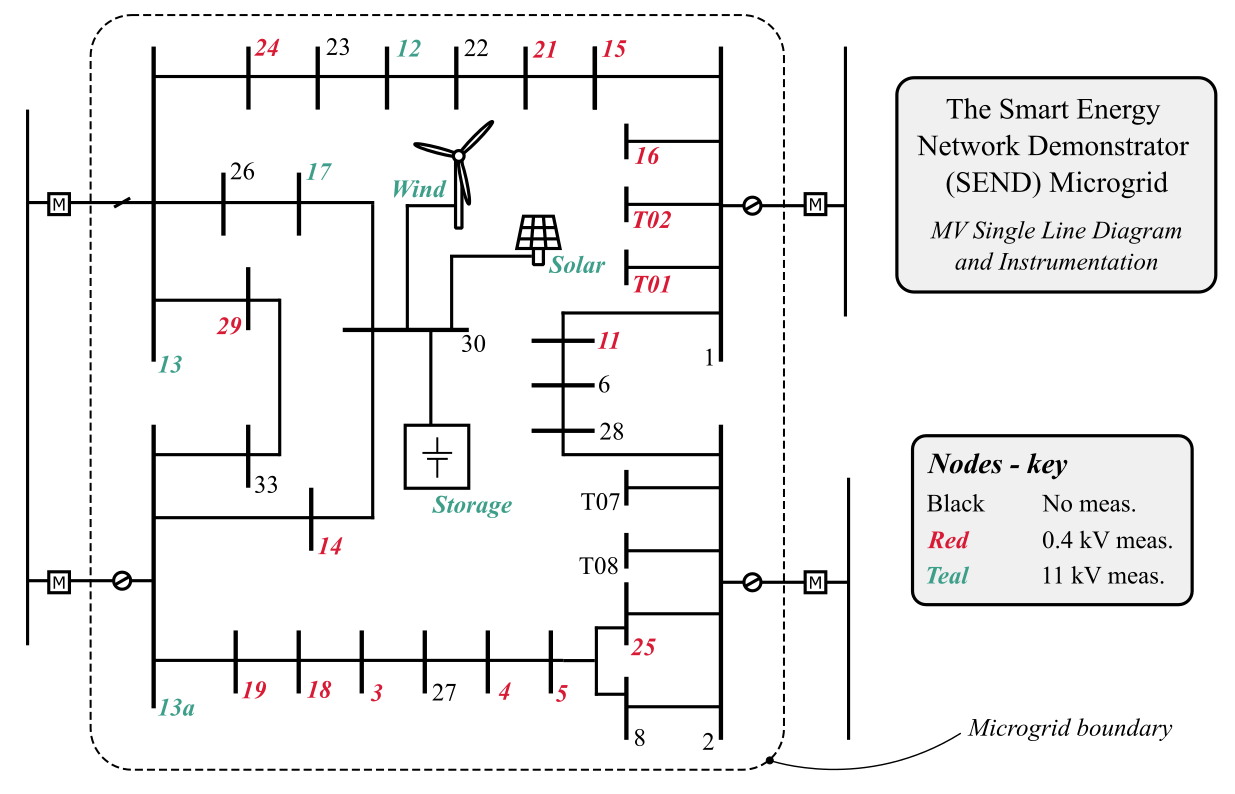 24
23
12
22
21
15
The Smart Energy
Network Demonstrator
(SEND) Microgrid
MV Single Line Diagram
and Instrumentation
16
26
17
Wind
M
T02
M
Solar
T01
29
13
30
11
1
6
28
33
T07
Storage
14
T08
M
M
25
19
18
3
27
4
5
13a
8
2
Nodes - key
Black No meas.
Red 0.4 kV meas.
Teal 11 kV meas.
Microgrid boundary